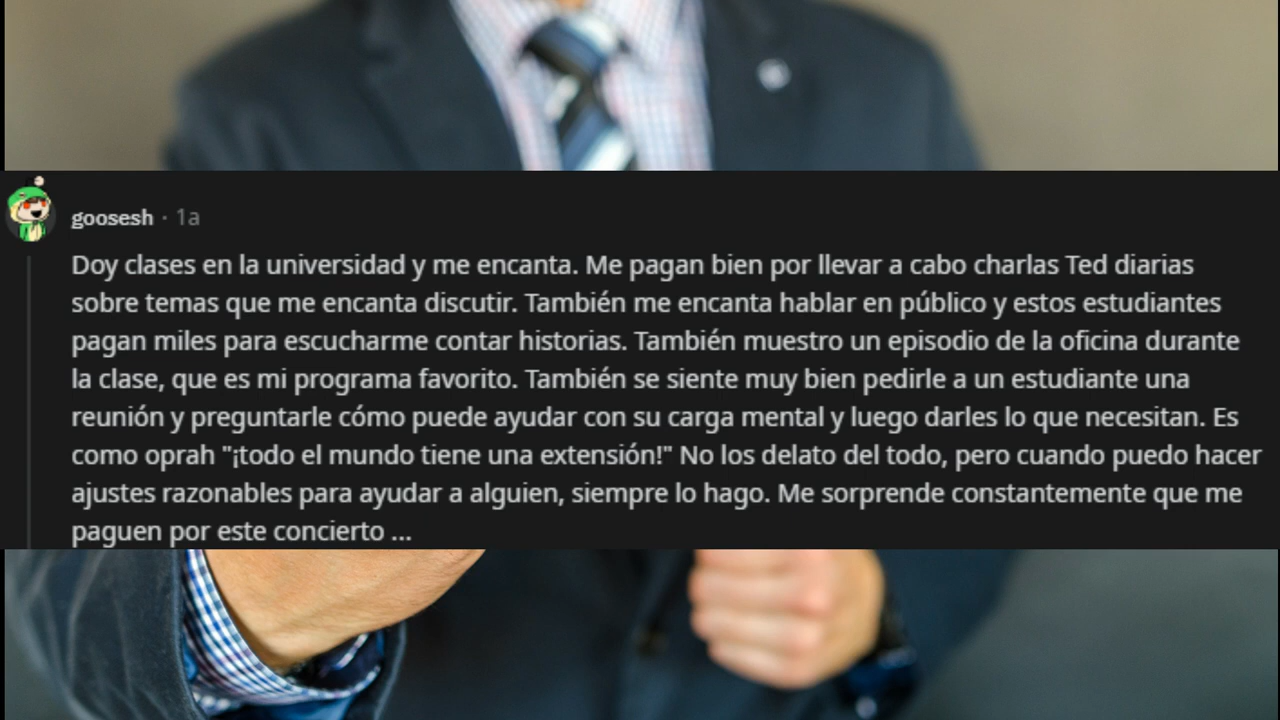 goosesh · 1a
Doy clases en la universidad y me encanta. Me pagan bien por llevar a cabo charlas Ted diarias
sobre temas que me encanta discutir. También me encanta hablar en público y estos estudiantes
pagan miles para escucharme contar historias. También muestro un episodio de la oficina durante
la clase, que es mi programa favorito. También se siente muy bien pedirle a un estudiante una
reunión y preguntarle cómo puede ayudar con su carga mental y luego darles lo que necesitan. Es
como oprah "¡todo el mundo tiene una extensión!" No los delato del todo, pero cuando puedo hacer
ajustes razonables para ayudar a alguien, siempre lo hago. Me sorprende constantemente que me
paguen por este concierto ...